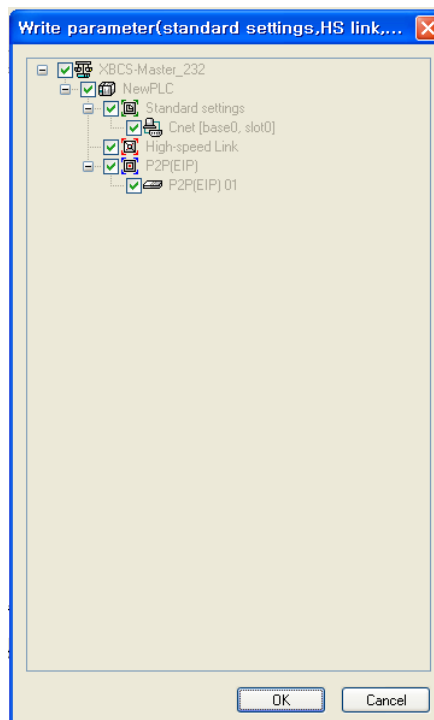 Write parameter(standard settings,HS link,...
XBCS-Master_232
NewPLC
Standard settings
Cnet [base0, slot0]
High-speed Link
P2P(EIP)
P2P(EIP) 01
OK
Cancel